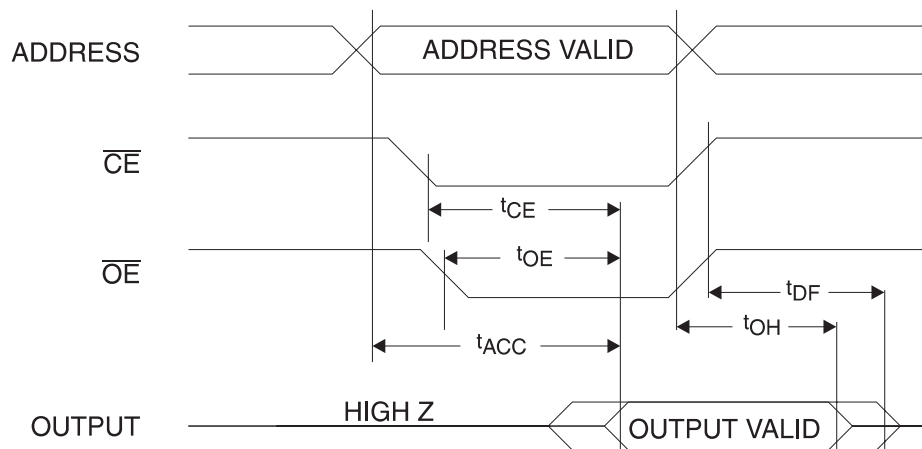 ADDRESS
ADDRESS VALID
CE
tCE
OE
tOE
tDF
tOH
tACC
OUTPUT
HIGH Z
OUTPUT VALID